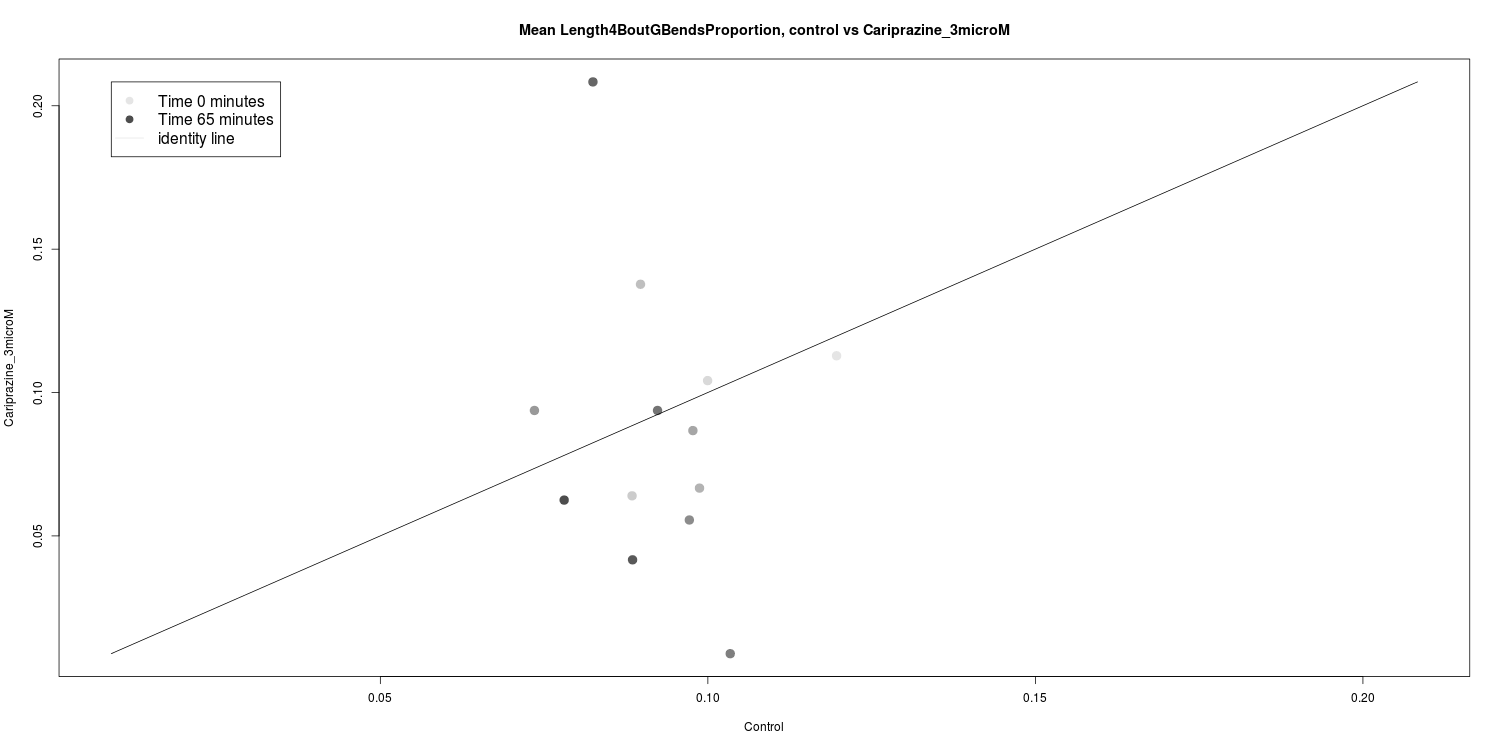 Mean Length4BoutGBendsProportion, control vs Cariprazine_3microM
Time 0 minutes
Time 65 minutes
identity line
0.20
0.15
0.10
0.05
Cariprazine_3microM
0.05
0.10
0.15
0.20
Control